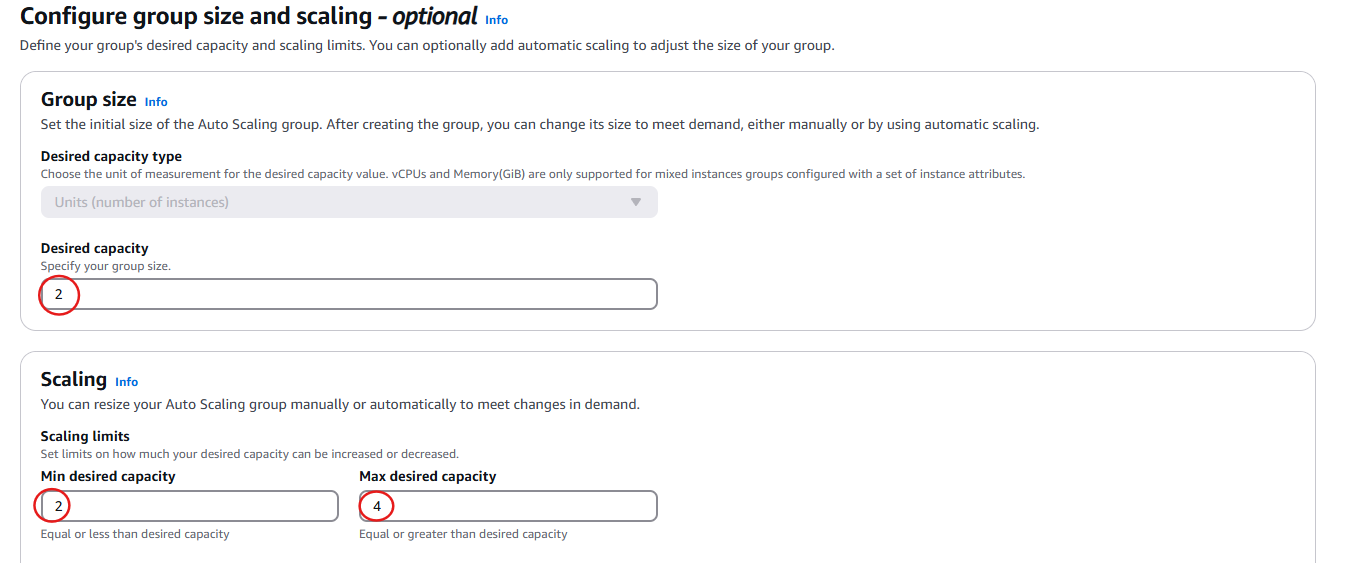 Configure group size and scaling - optional Info
Define your group's desired capacity and scaling limits. You can optionally add automatic scaling to adjust the size of your group.
Group size Info
Set the initial size of the Auto Scaling group. After creating the group, you can change its size to meet demand, either manually or by using automatic scaling.
Desired capacity type
Choose the unit of measurement for the desired capacity value. vCPUs and Memory(GiB) are only supported for mixed instances groups configured with a set of instance attributes.
Units (number of instances)
Desired capacity
Specify your group size.
2
Scaling Info
You can resize your Auto Scaling group manually or automatically to meet changes in demand.
Scaling limits
Set limits on how much your desired capacity can be increased or decreased.
Min desired capacity
2
Equal or less than desired capacity
Max desired capacity
4
Equal or greater than desired capacity